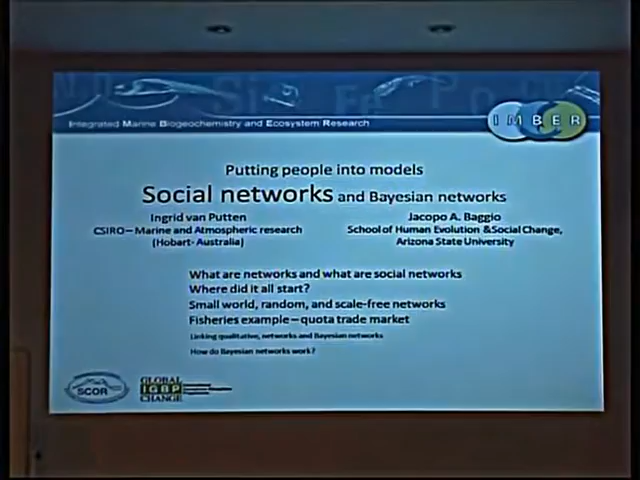 N Si Fe P
Integrated Marine Biogeochemistry and Ecosystem Research
IMBER
Putting people into models
Social networks and Bayesian networks
Ingrid van Putten
Jacopo A. Baggio
CSIRO – Marine and Atmospheric research
School of Human Evolution & Social Change,
(Hobart- Australia)
Arizona State University
What are networks and what are social networks
Where did it all start?
Small world, random, and scale-free networks
Fisheries example – quota trade market
Linking qualitative, networks and Bayesian networks
How do Bayesian networks work?
SCOR
GLOBAL
IGBP
CHANGE